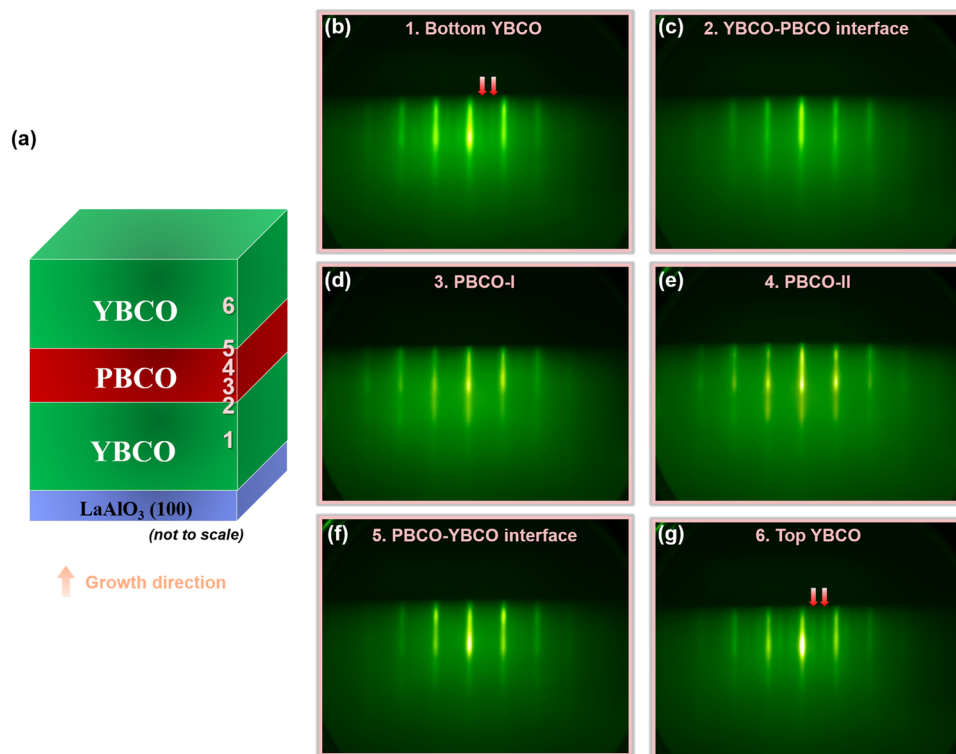 (a)
YBCO
PBCO
YBCO
LaAlO₃ (100)
6
5
4
3
2
1
(not to scale)
Growth direction
(b)
1. Bottom YBCO
(c)
2. YBCO-PBCO interface
(d)
3. PBCO-I
(e)
4. PBCO-II
(f)
5. PBCO-YBCO interface
(g)
6. Top YBCO